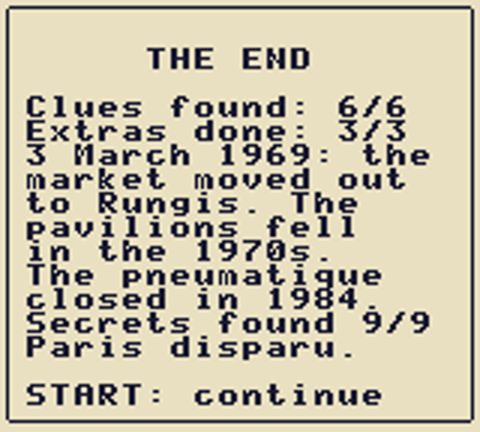 THE END
Clues found: 6/6
Extras done: 3/3
3 March 1969: the
market moved out
to Rungis. The
pavilions fell
in the 1970s.
The pneumatique
closed in 1984.
Secrets found 9/9
Paris disparu.
START: continue